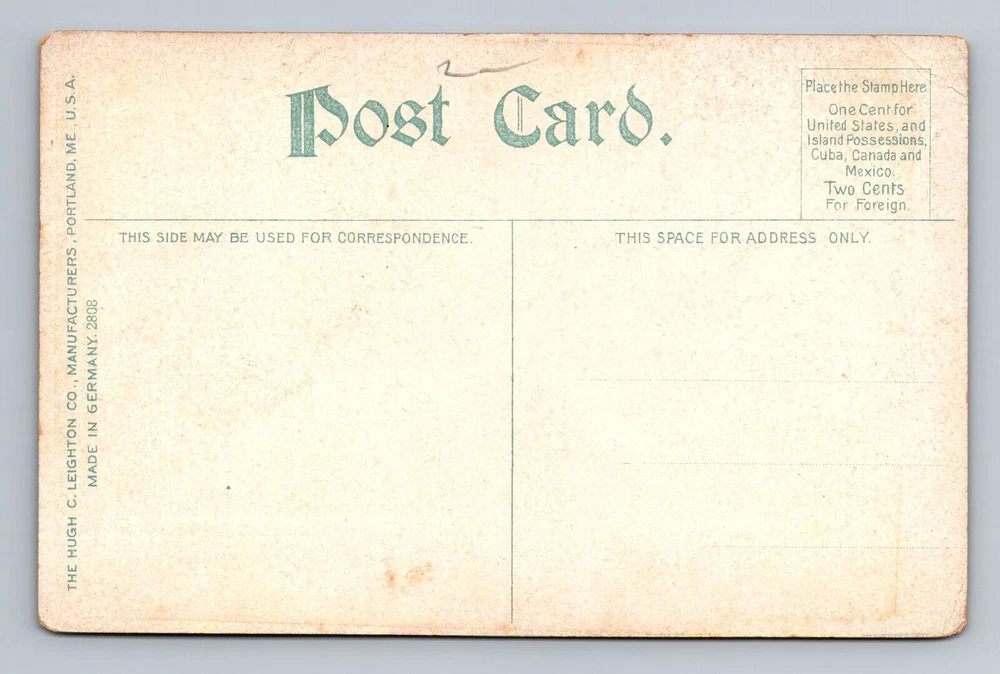 Post Card.
Place the Stamp Here
One Cent for
United States, and
Island Possessions,
Cuba, Canada and
Mexico.
Two Cents
For Foreign.
THIS SIDE MAY BE USED FOR CORRESPONDENCE.
THIS SPACE FOR ADDRESS ONLY.
THE HUGH C. LEIGHTON CO., MANUFACTURERS, PORTLAND, ME., U.S.A.
MADE IN GERMANY. 2808